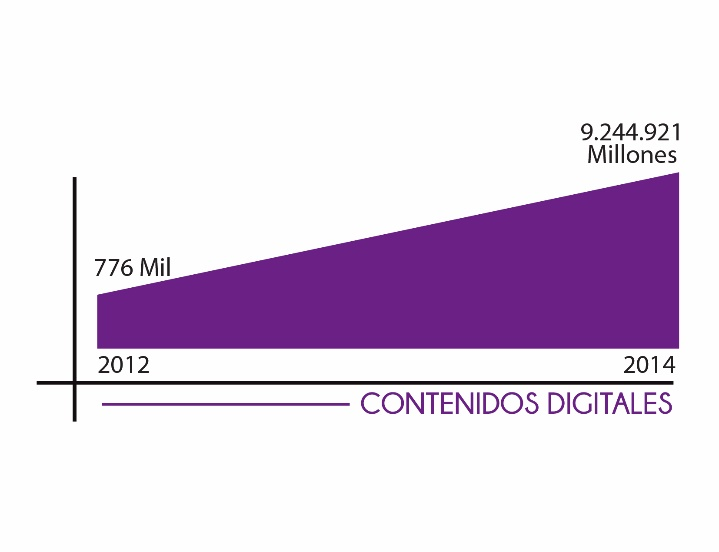 9.244.921
Millones
776 Mil
2012
2014
CONTENIDOS DIGITALES